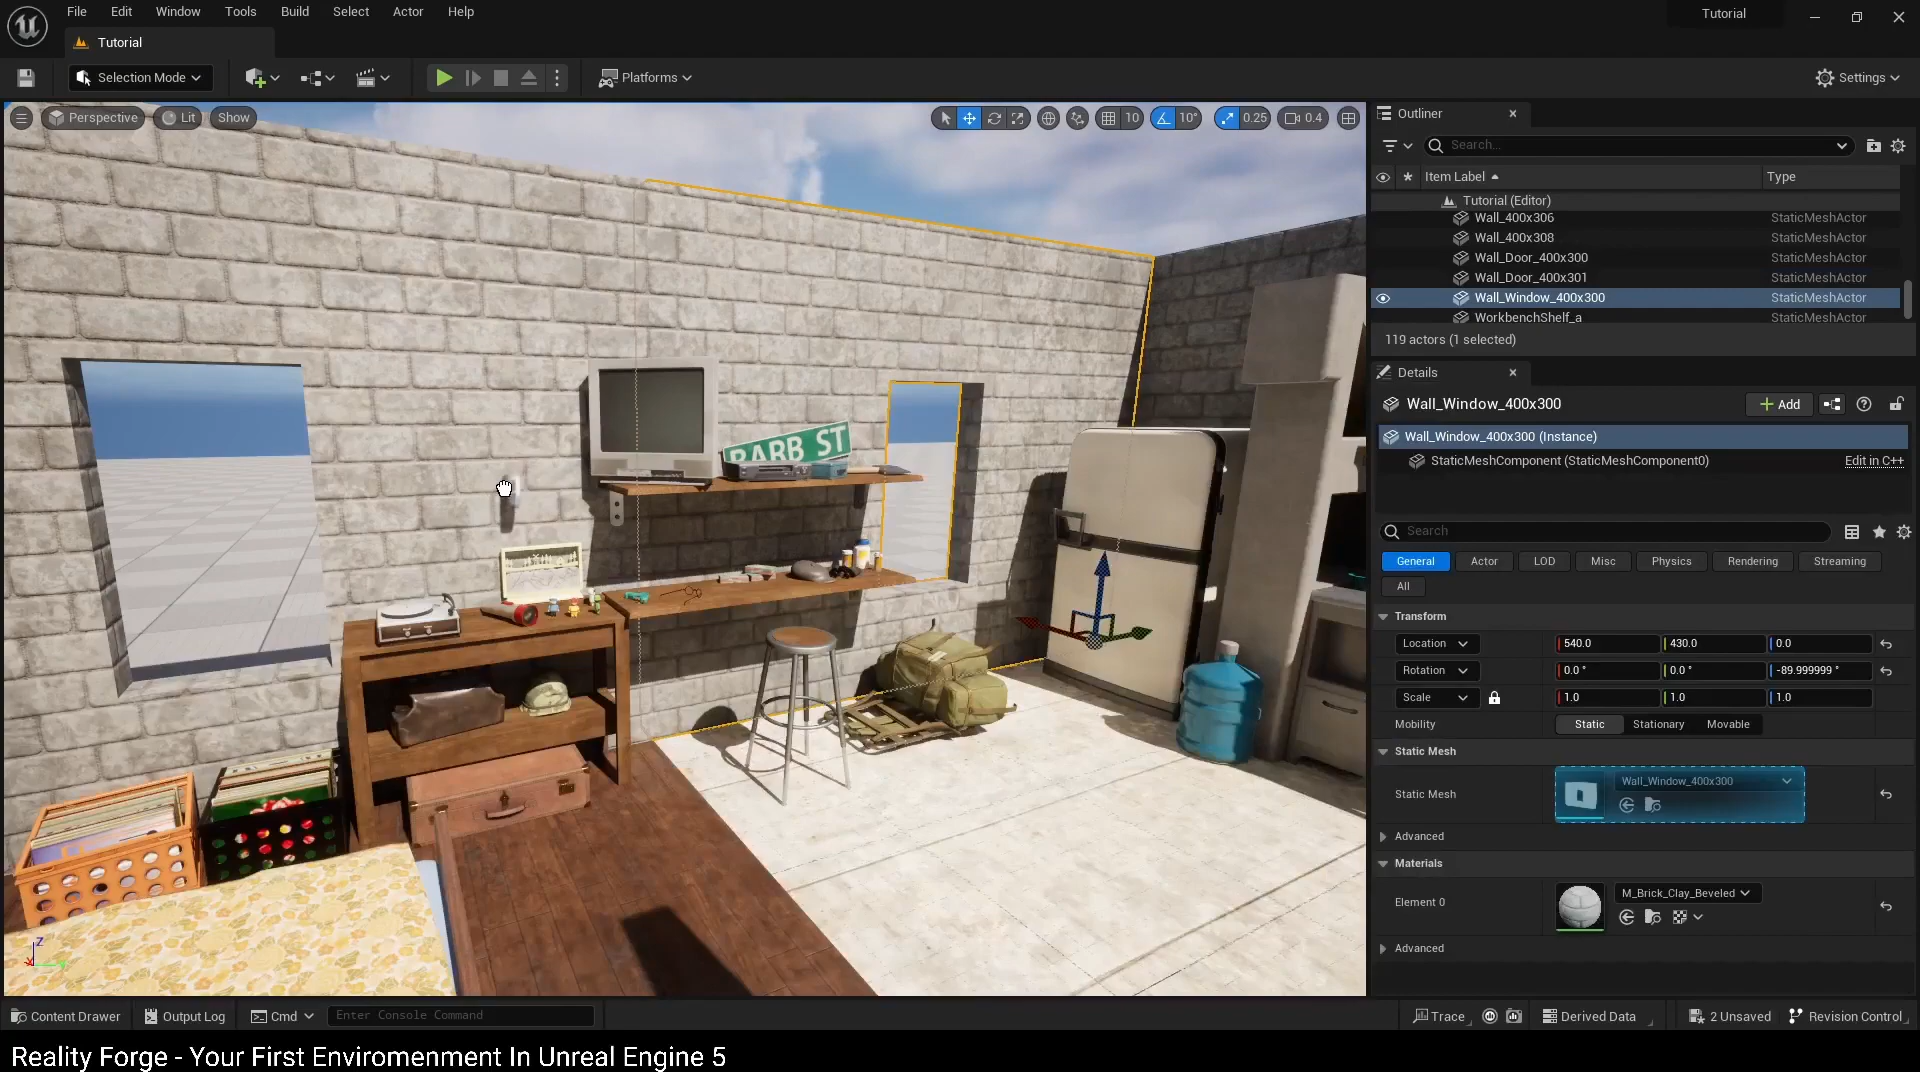 File Edit Window Tools Build Select Actor Help
Tutorial
Tutorial
Selection Mode
Platforms
Settings
Perspective Lit Show
10 10° 0.25 0.4
BARB ST
Outliner
Search...
Item Label Type
Tutorial (Editor)
Wall_400x306 StaticMeshActor
Wall_400x308 StaticMeshActor
Wall_Door_400x300 StaticMeshActor
Wall_Door_400x301 StaticMeshActor
Wall_Window_400x300 StaticMeshActor
WorkbenchShelf_a StaticMeshActor
119 actors (1 selected)
Details
Wall_Window_400x300 Add
Wall_Window_400x300 (Instance)
StaticMeshComponent (StaticMeshComponent0) Edit in C++
Search
General Actor LOD Misc Physics Rendering Streaming
All
Transform
Location 540.0 430.0 0.0
Rotation 0.0 ° 0.0 ° -89.999999 °
Scale 1.0 1.0 1.0
Mobility Static Stationary Movable
Static Mesh
Static Mesh Wall_Window_400x300
Advanced
Materials
Element 0 M_Brick_Clay_Beveled
Advanced
Z
Content Drawer Output Log Cmd Enter Console Command Trace Derived Data 2 Unsaved Revision Control
Reality Forge - Your First Enviromenment In Unreal Engine 5